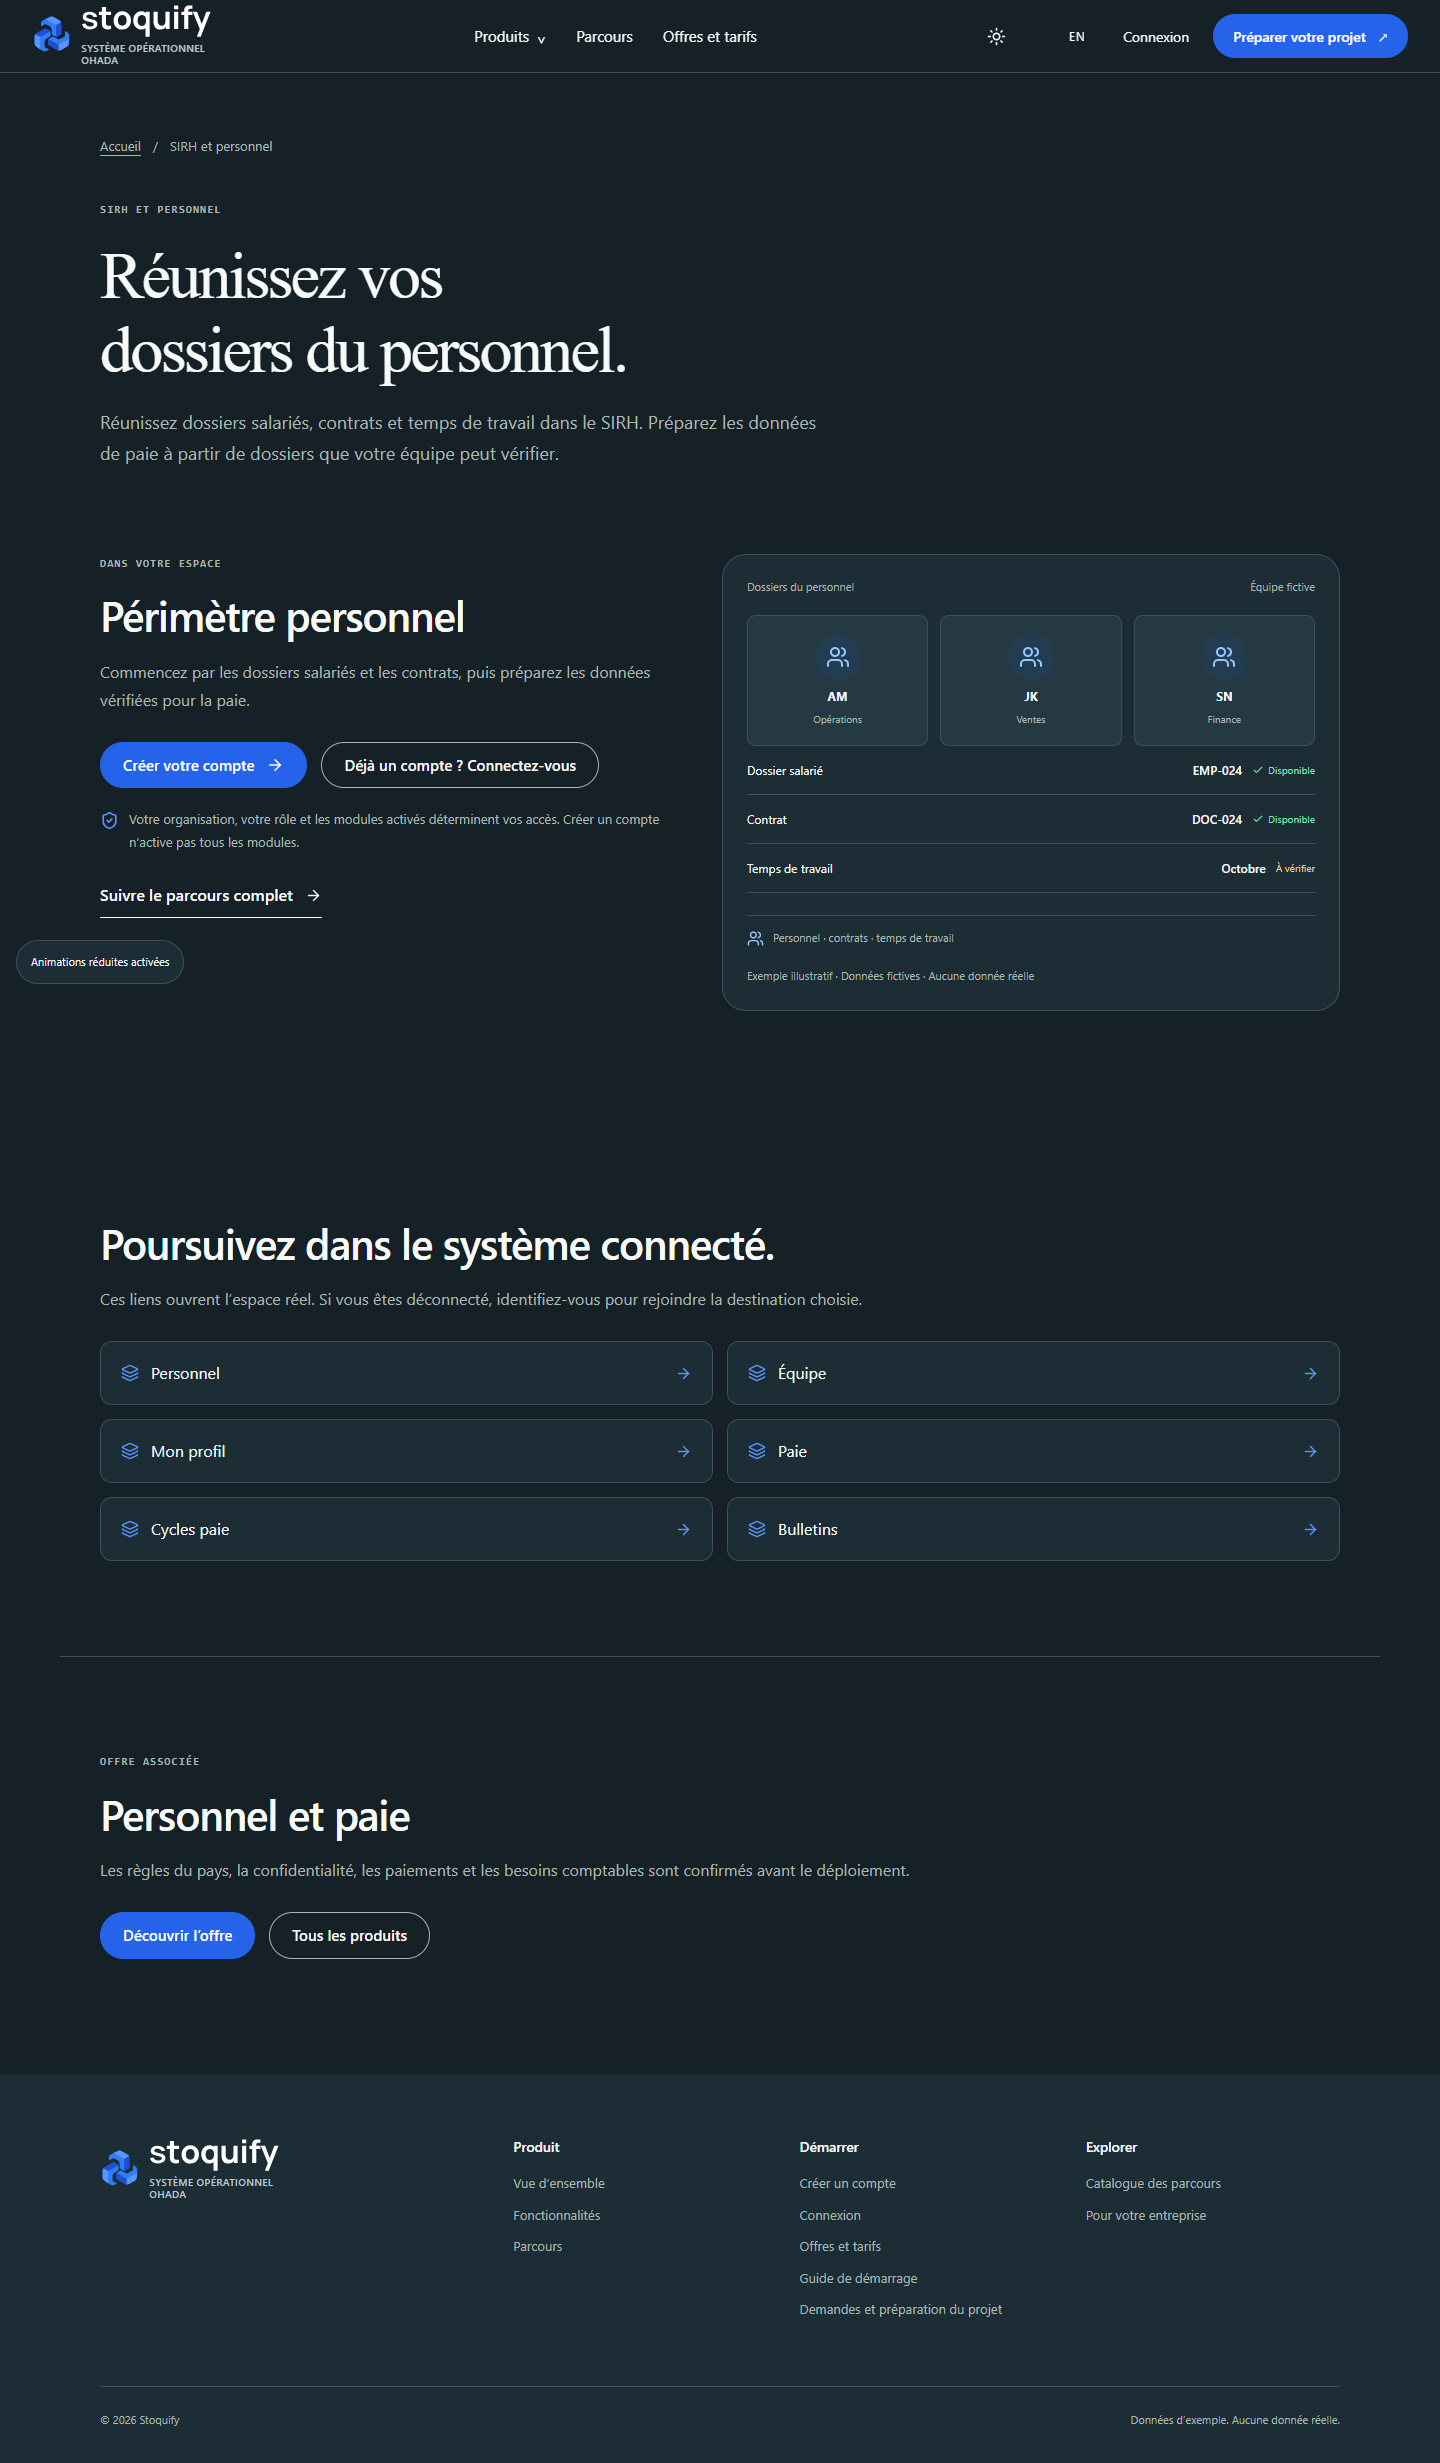 stoquify
SYSTÈME OPÉRATIONNEL
OHADA
Produits
Parcours
Offres et tarifs
EN
Connexion
Préparer votre projet ↗
Accueil / SIRH et personnel
SIRH ET PERSONNEL
Réunissez vos
dossiers du personnel.
Réunissez dossiers salariés, contrats et temps de travail dans le SIRH. Préparez les données
de paie à partir de dossiers que votre équipe peut vérifier.
DANS VOTRE ESPACE
Périmètre personnel
Commencez par les dossiers salariés et les contrats, puis préparez les données
vérifiées pour la paie.
Créer votre compte →
Déjà un compte ? Connectez-vous
Votre organisation, votre rôle et les modules activés déterminent vos accès. Créer un compte
n’active pas tous les modules.
Suivre le parcours complet →
Animations réduites activées
Dossiers du personnel
Équipe fictive
AM
Opérations
JK
Ventes
SN
Finance
Dossier salarié EMP-024 ✓ Disponible
Contrat DOC-024 ✓ Disponible
Temps de travail Octobre À vérifier
Personnel · contrats · temps de travail
Exemple illustratif · Données fictives · Aucune donnée réelle
Poursuivez dans le système connecté.
Ces liens ouvrent l’espace réel. Si vous êtes déconnecté, identifiez-vous pour rejoindre la destination choisie.
Personnel →
Équipe →
Mon profil →
Paie →
Cycles paie →
Bulletins →
OFFRE ASSOCIÉE
Personnel et paie
Les règles du pays, la confidentialité, les paiements et les besoins comptables sont confirmés avant le déploiement.
Découvrir l’offre
Tous les produits
stoquify
SYSTÈME OPÉRATIONNEL
OHADA
Produit
Vue d’ensemble
Fonctionnalités
Parcours
Démarrer
Créer un compte
Connexion
Offres et tarifs
Guide de démarrage
Demandes et préparation du projet
Explorer
Catalogue des parcours
Pour votre entreprise
© 2026 Stoquify
Données d’exemple. Aucune donnée réelle.